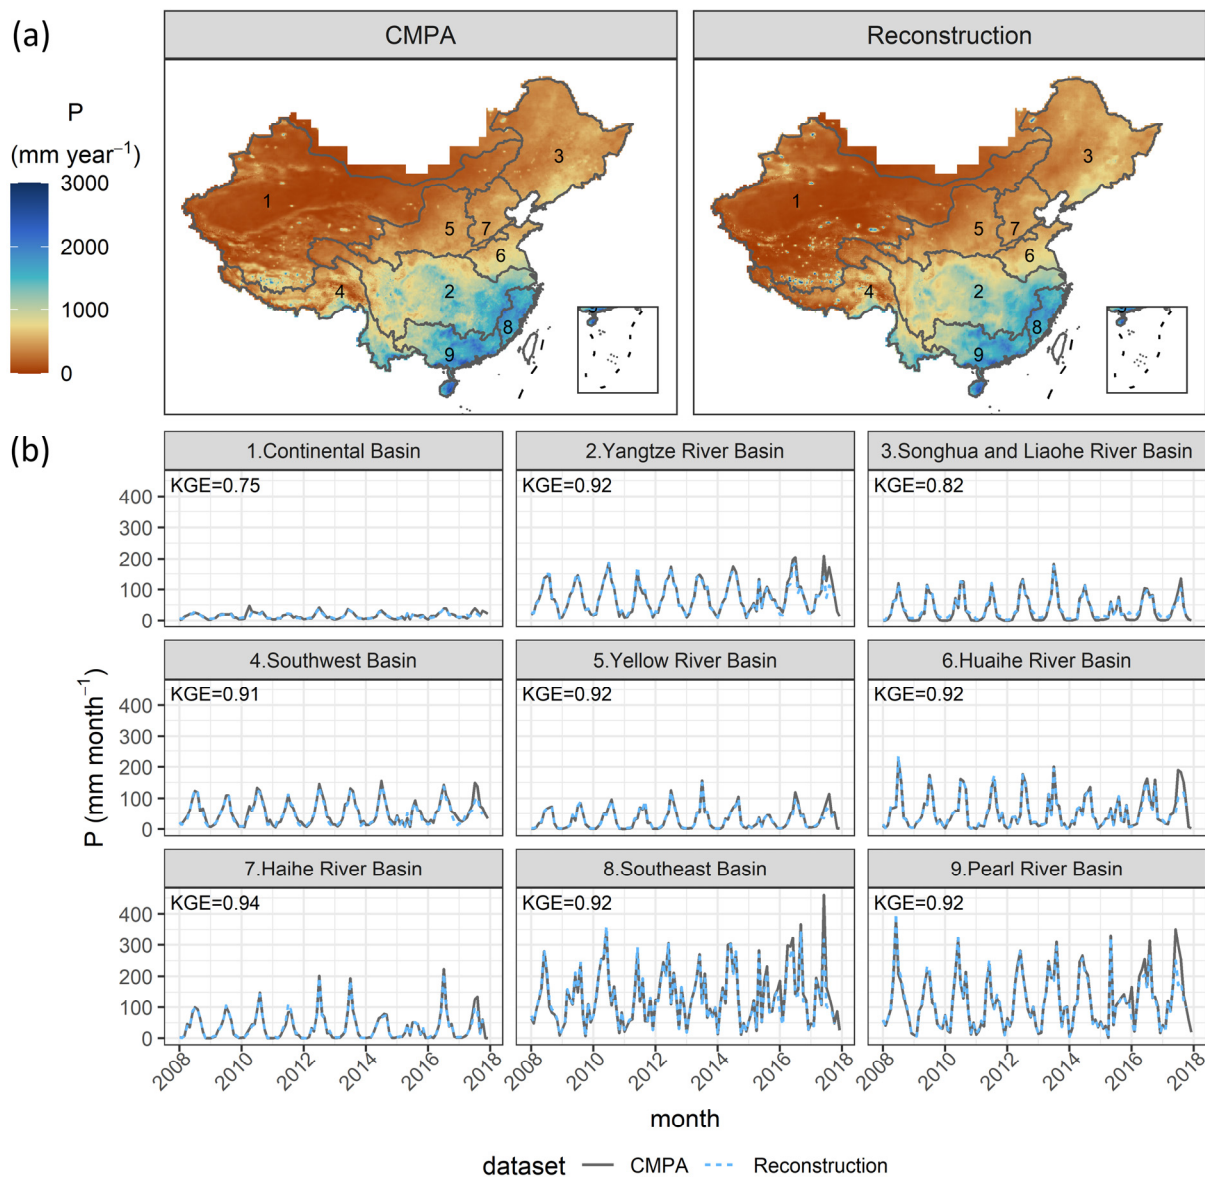 (a)
CMPA
Reconstruction
P
(mm year⁻¹)
3000
2000
1000
0
1
2
3
4
5
6
7
8
9
1
2
3
4
5
6
7
8
9
(b)
1.Continental Basin
2.Yangtze River Basin
3.Songhua and Liaohe River Basin
KGE=0.75
KGE=0.92
KGE=0.82
400
300
200
100
0
4.Southwest Basin
5.Yellow River Basin
6.Huaihe River Basin
KGE=0.91
KGE=0.92
KGE=0.92
400
300
200
100
0
P (mm month⁻¹)
7.Haihe River Basin
8.Southeast Basin
9.Pearl River Basin
KGE=0.94
KGE=0.92
KGE=0.92
400
300
200
100
0
2008 2010 2012 2014 2016 2018
2008 2010 2012 2014 2016 2018
2008 2010 2012 2014 2016 2018
month
dataset CMPA Reconstruction